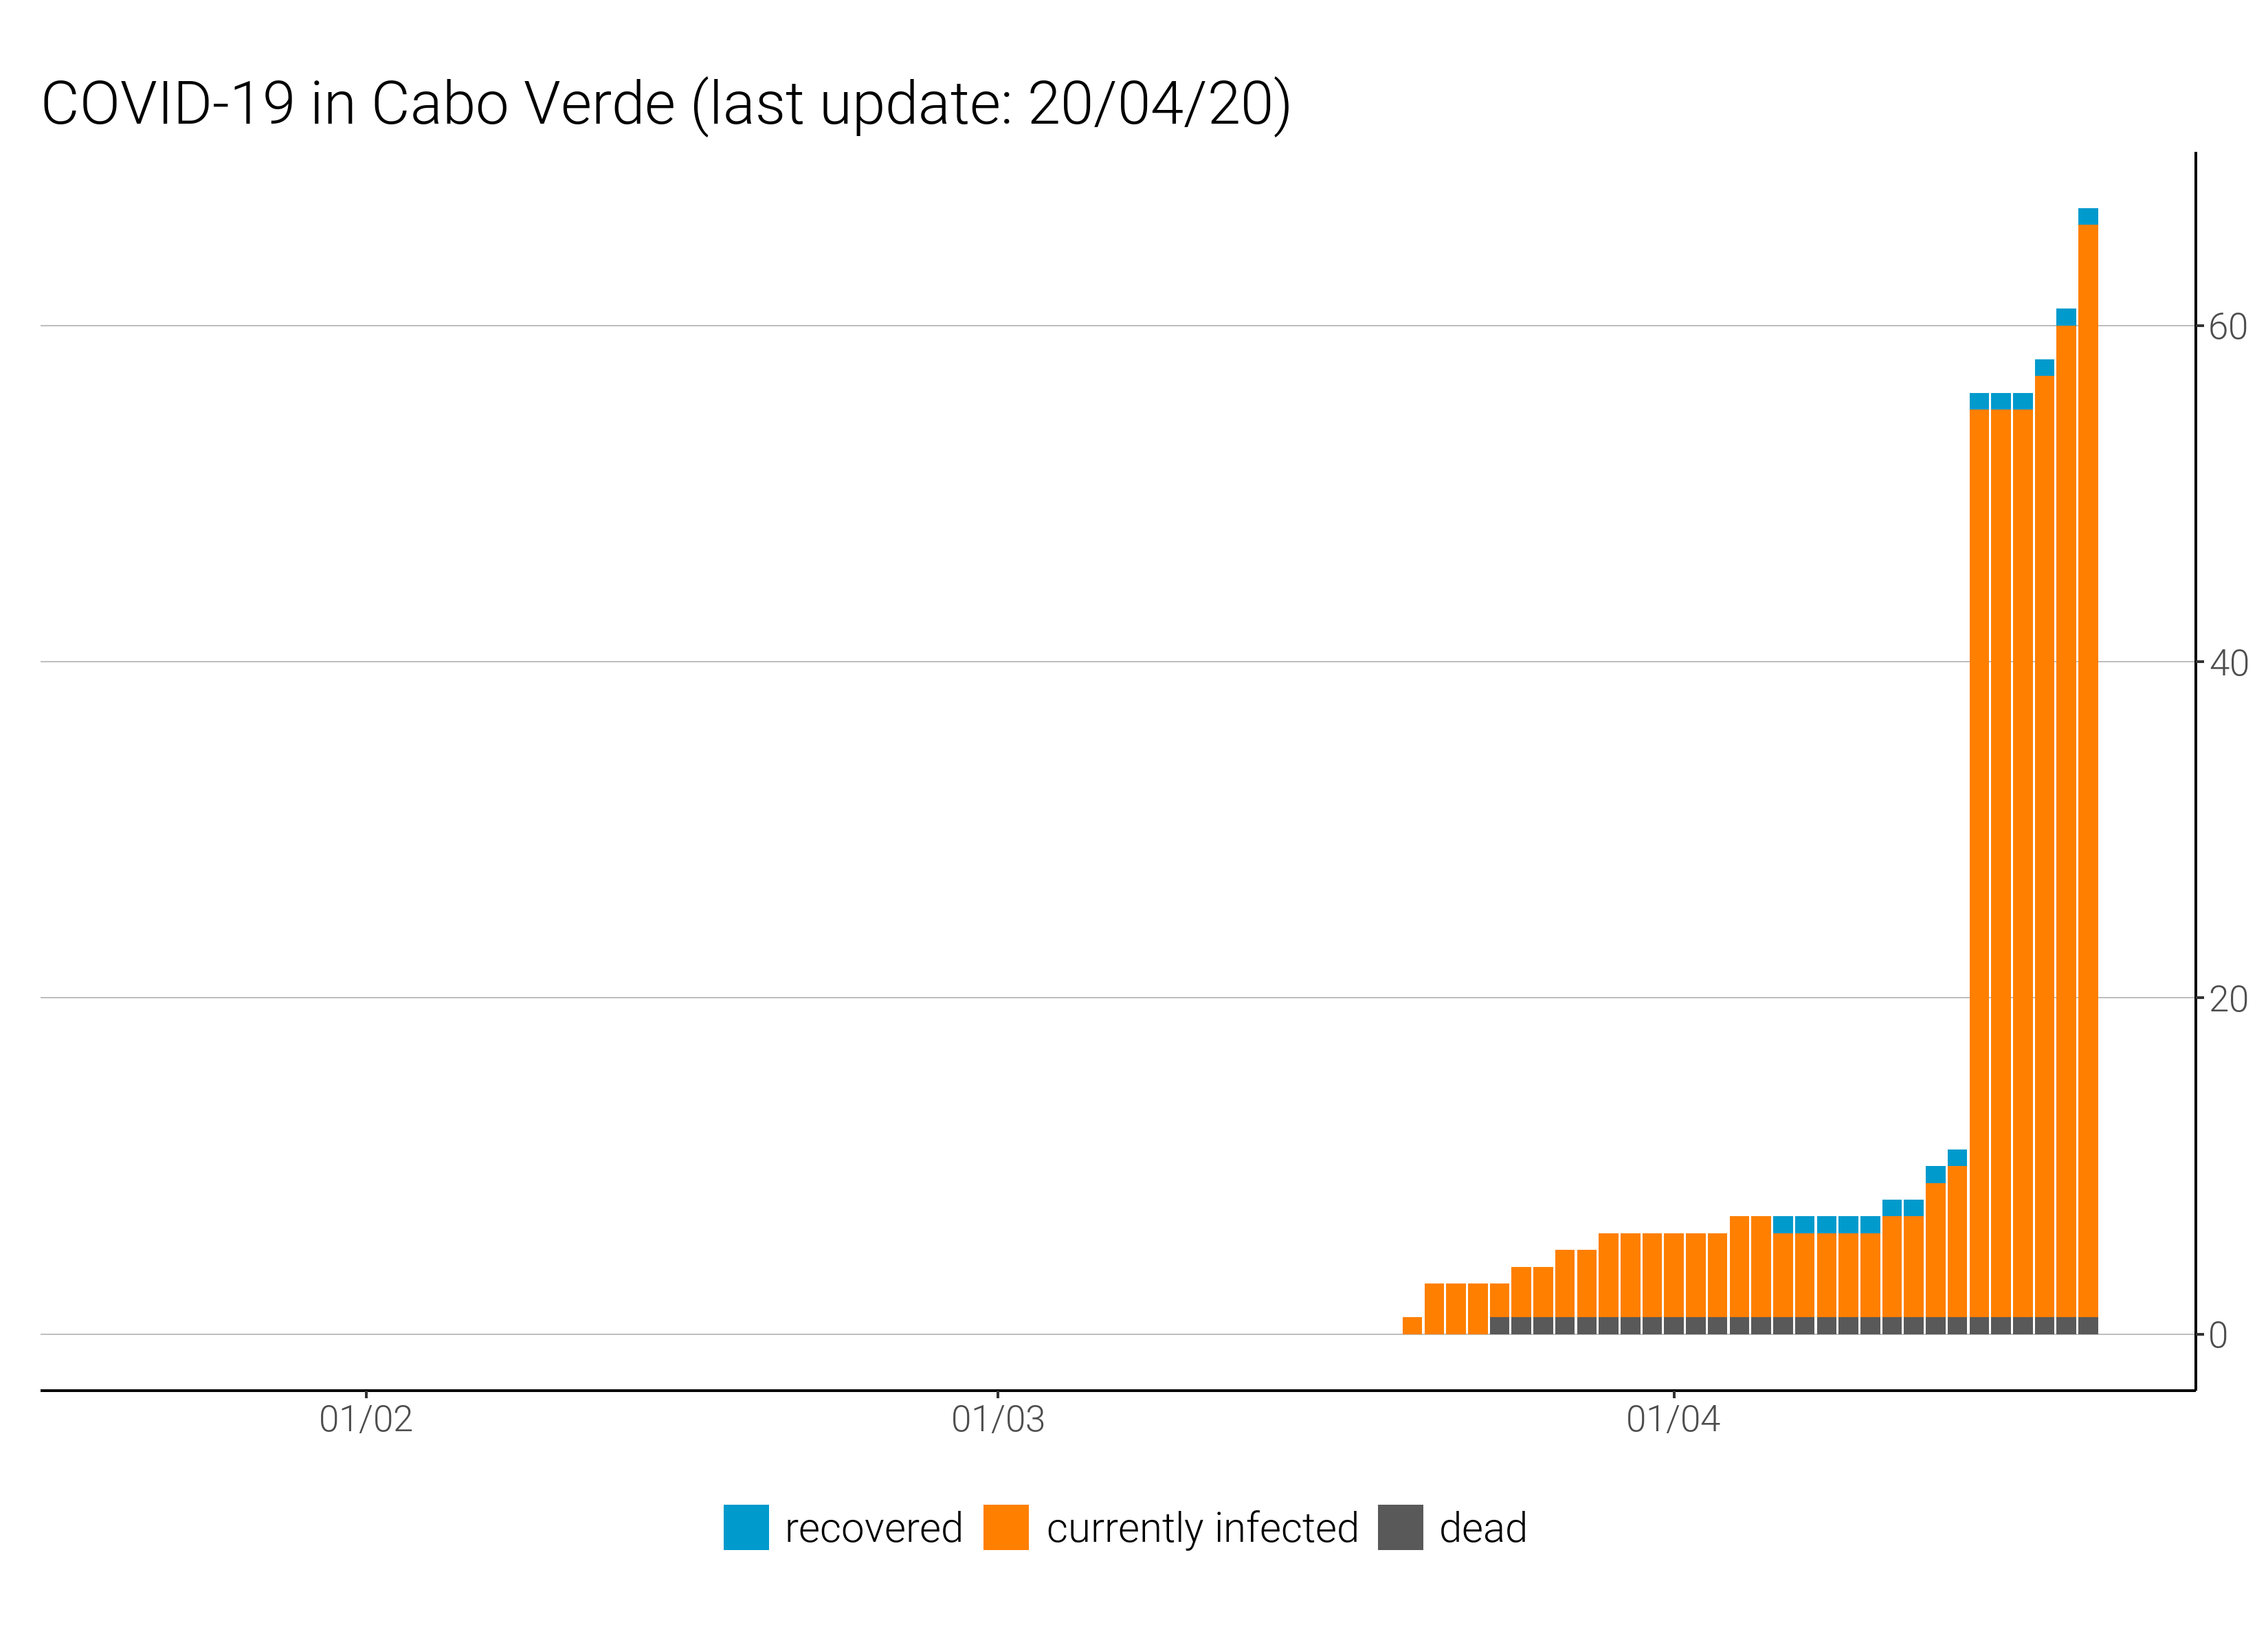 COVID-19 in Cabo Verde (last update: 20/04/20)
60
40
20
0
01/02 01/03 01/04
recovered currently infected dead